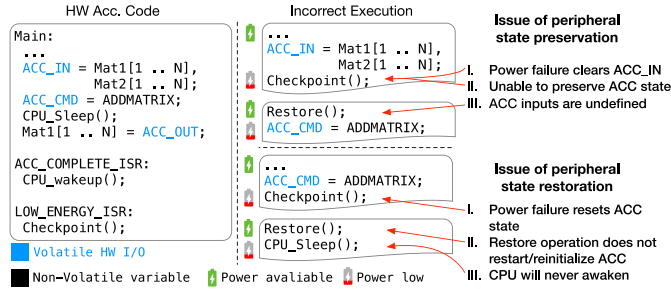 HW Acc. Code
Main:
...
ACC_IN = Mat1[1 .. N],
Mat2[1 .. N];
ACC_CMD = ADDMATRIX;
CPU_Sleep();
Mat1[1 .. N] = ACC_OUT;
ACC_COMPLETE_ISR:
CPU_wakeup();
LOW_ENERGY_ISR:
Checkpoint();
Volatile HW I/O
Non-Volatile variable
Power avaliable
Power low
Incorrect Execution
...
ACC_IN = Mat1[1 .. N],
Mat2[1 .. N];
Checkpoint();
Restore();
ACC_CMD = ADDMATRIX;
...
ACC_CMD = ADDMATRIX;
Checkpoint();
Restore();
CPU_Sleep();
Issue of peripheral
state preservation
I. Power failure clears ACC_IN
II. Unable to preserve ACC state
III. ACC inputs are undefined
Issue of peripheral
state restoration
I. Power failure resets ACC
state
II. Restore operation does not
restart/reinitialize ACC
III. CPU will never awaken